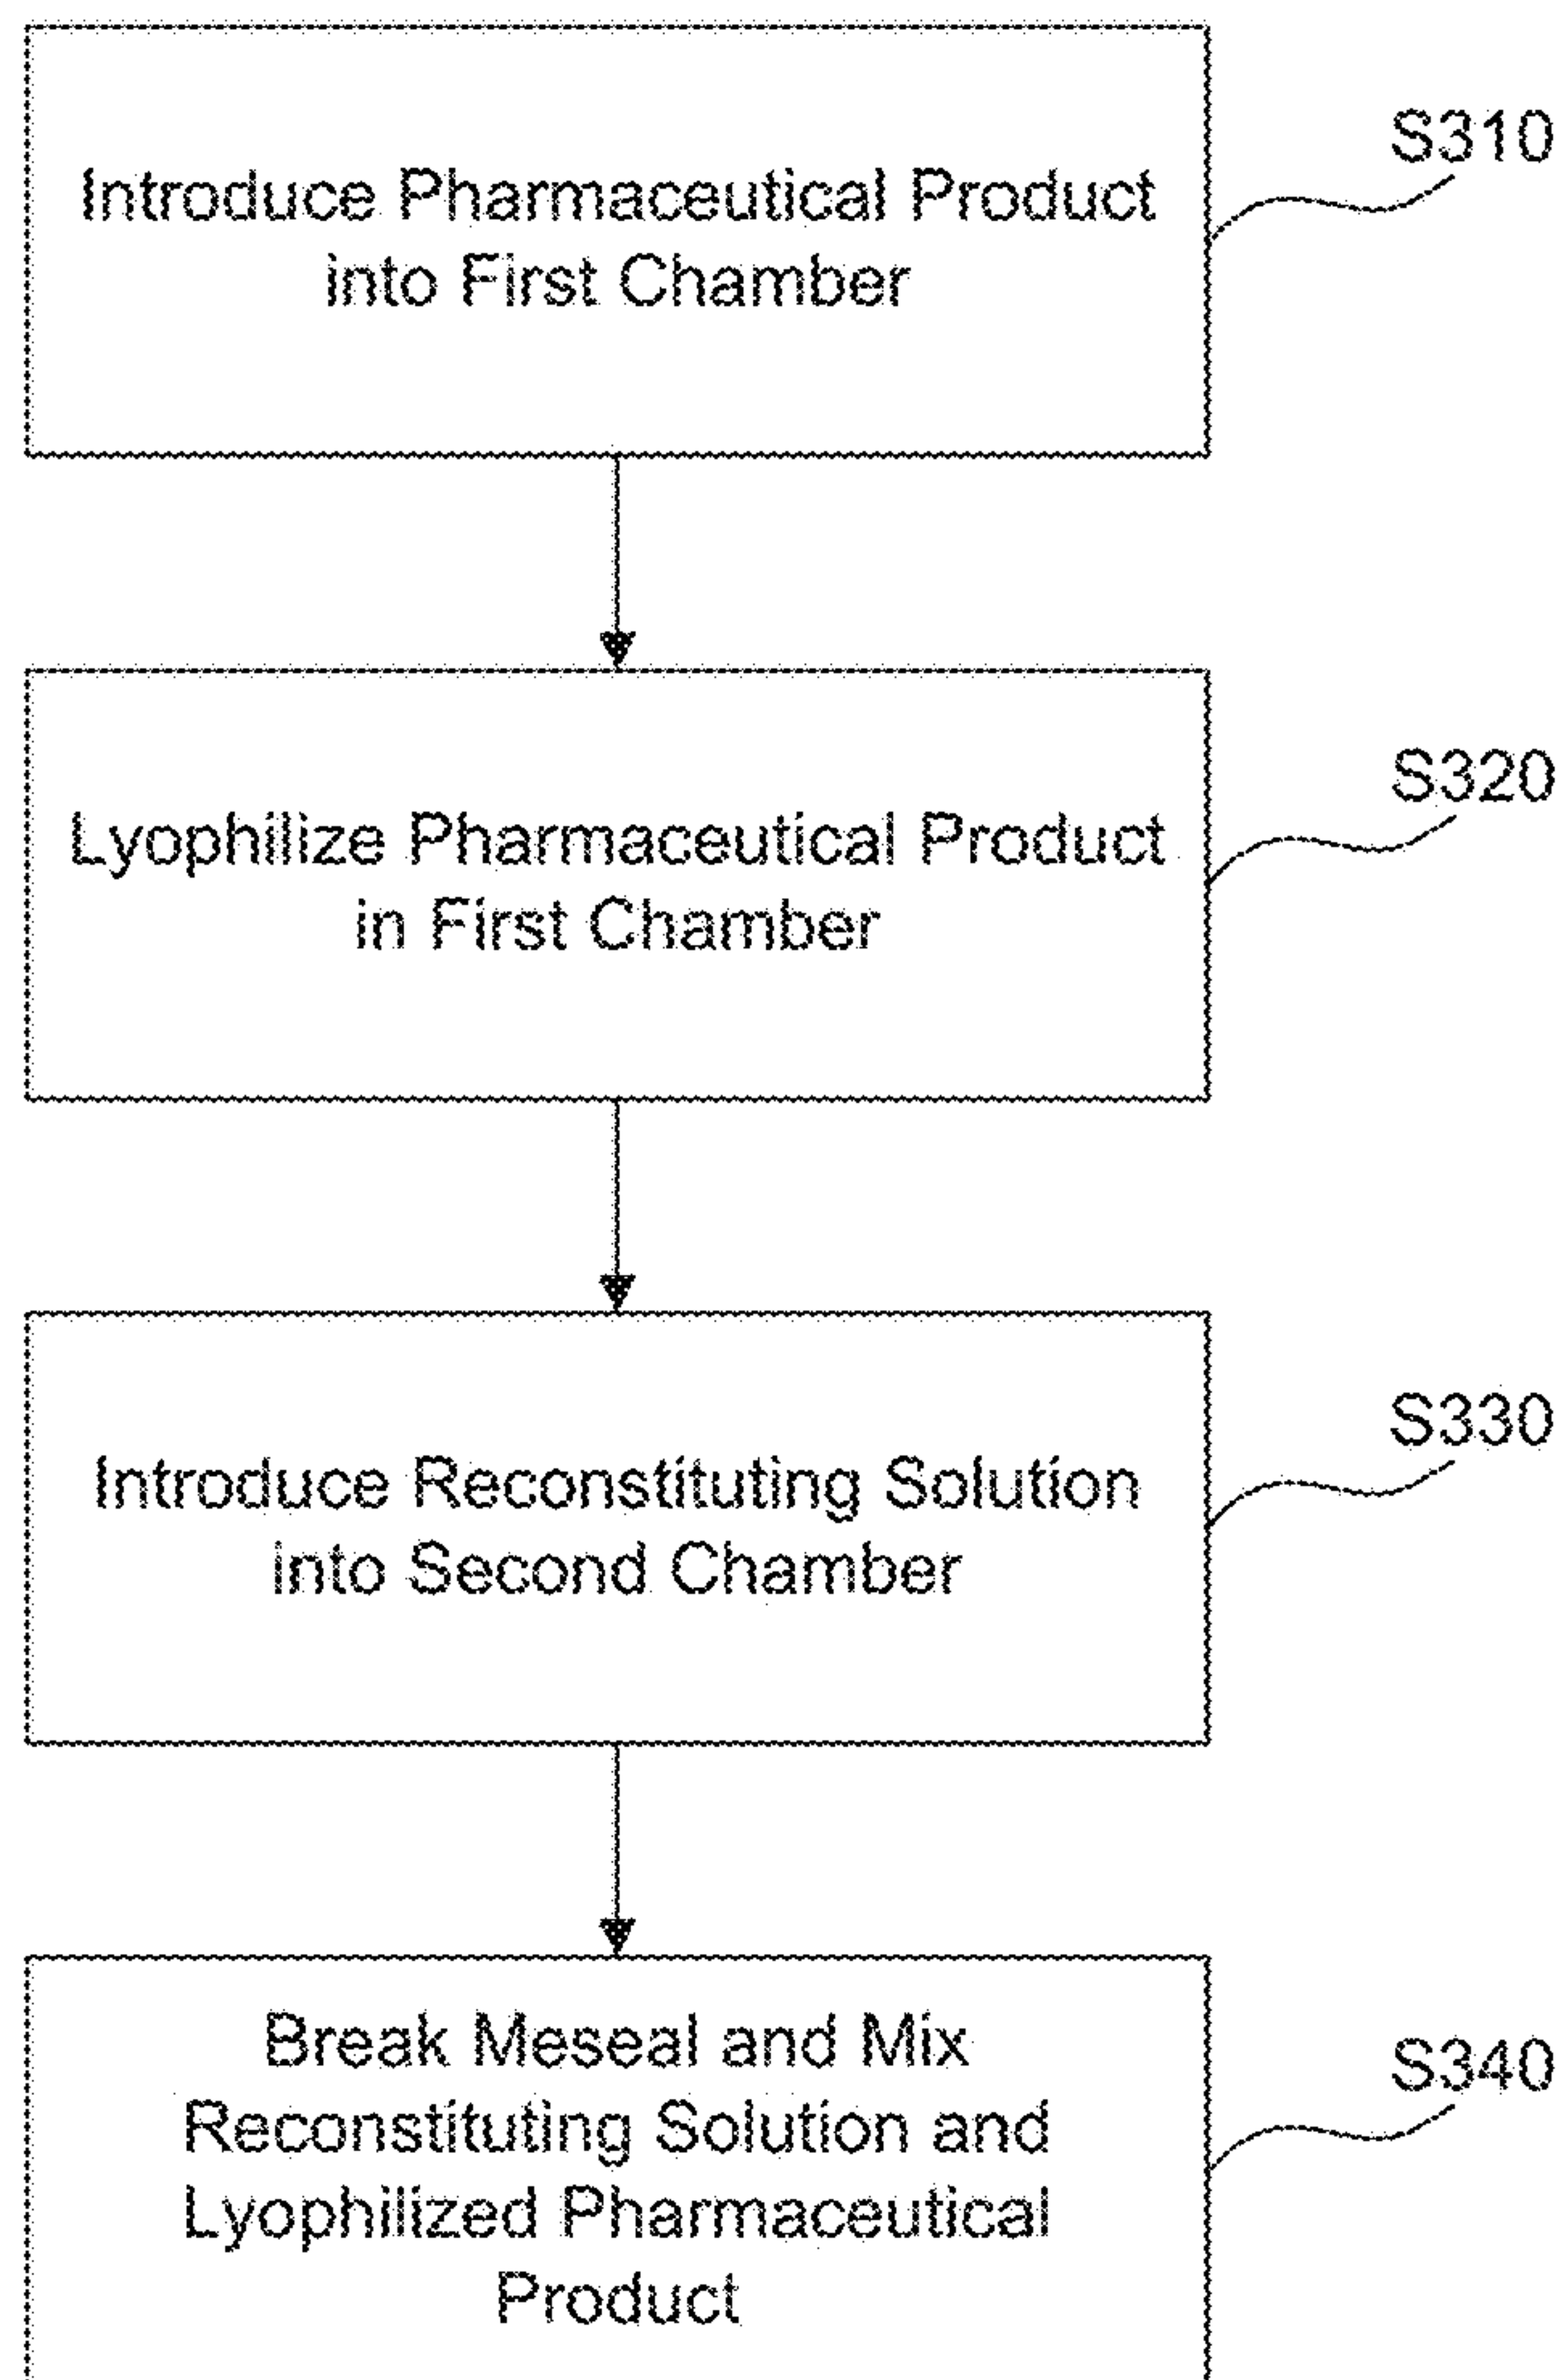 Introduce Pharmaceutical Product
into First Chamber
S310
Lyophilize Pharmaceutical Product
in First Chamber
S320
Introduce Reconstituting Solution
into Second Chamber
S330
Break Meseal and Mix
Reconstituting Solution and
Lyophilized Pharmaceutical
Product
S340